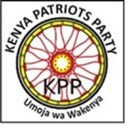 KENYA PATRIOTS PARTY
KPP
Umoja wa Wakenya